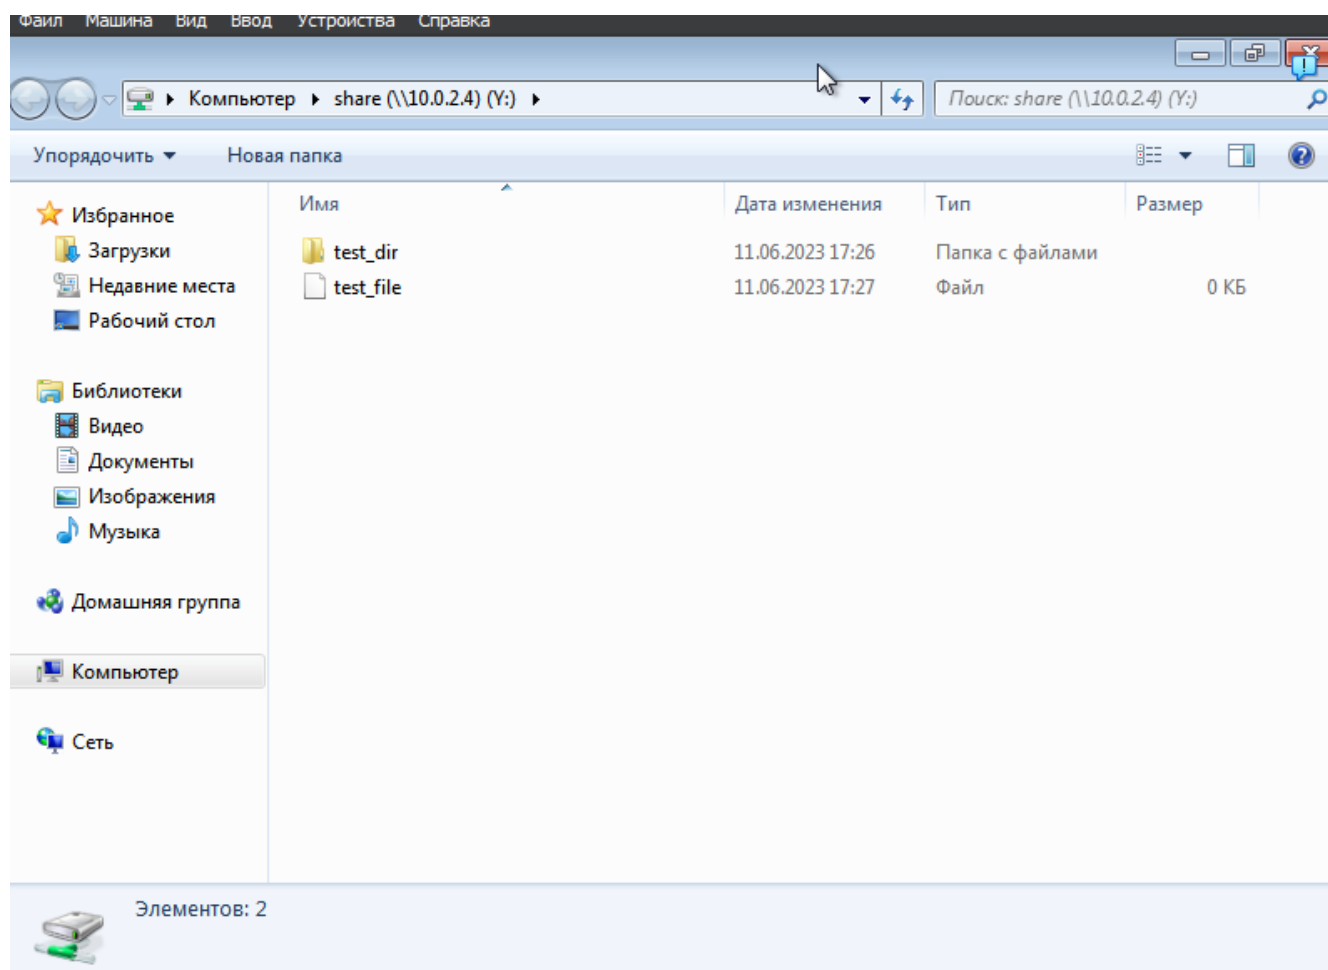 Файл Машина Вид Ввод Устройства Справка
Компьютер share (\\10.0.2.4) (Y:)
Поиск: share (\\10.0.2.4) (Y:)
Упорядочить Новая папка
Избранное
Загрузки
Недавние места
Рабочий стол
Библиотеки
Видео
Документы
Изображения
Музыка
Домашняя группа
Компьютер
Сеть
Имя Дата изменения Тип Размер
test_dir 11.06.2023 17:26 Папка с файлами
test_file 11.06.2023 17:27 Файл 0 КБ
Элементов: 2